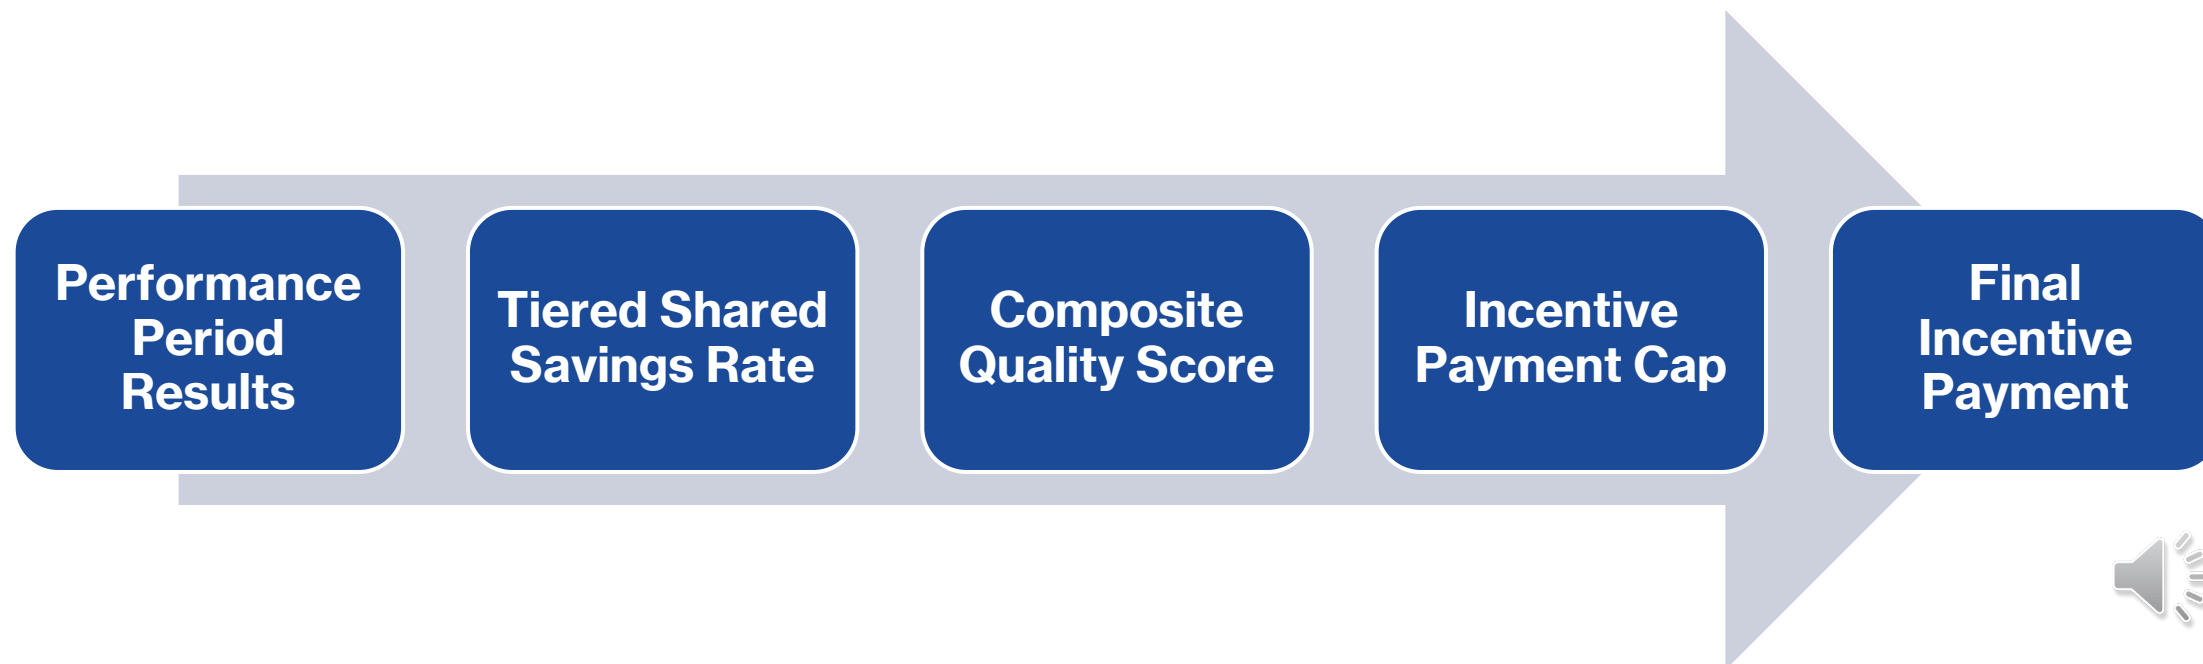 Performance
Period
Results
Tiered Shared
Savings Rate
Composite
Quality Score
Incentive
Payment Cap
Final
Incentive
Payment